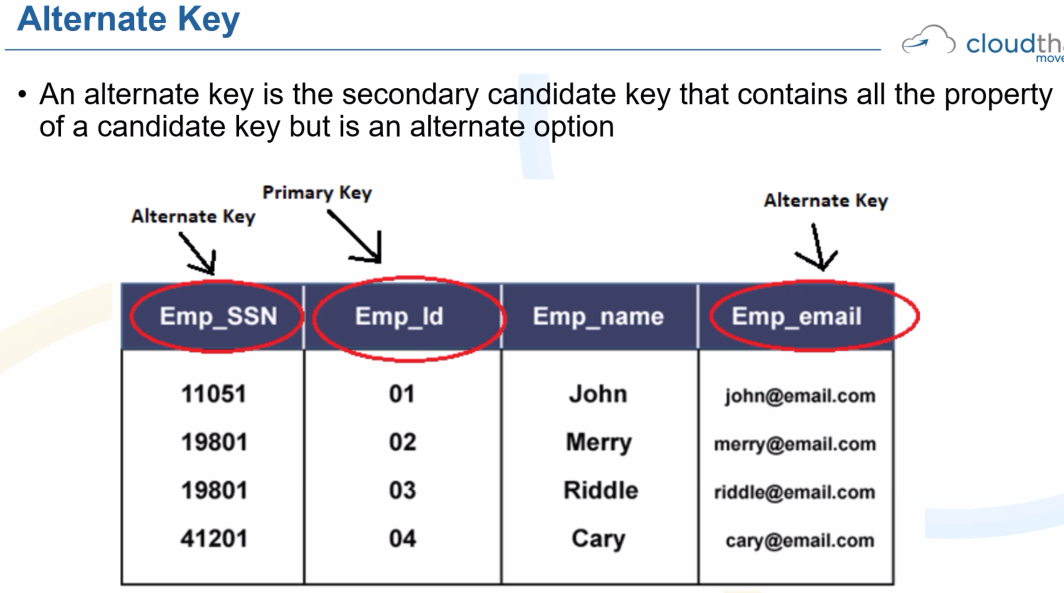 Alternate Key
cloudth
move
• An alternate key is the secondary candidate key that contains all the property
of a candidate key but is an alternate option
Primary Key
Alternate Key
Alternate Key
Emp_SSN Emp_Id Emp_name Emp_email
11051 01 John john@email.com
19801 02 Merry merry@email.com
19801 03 Riddle riddle@email.com
41201 04 Cary cary@email.com